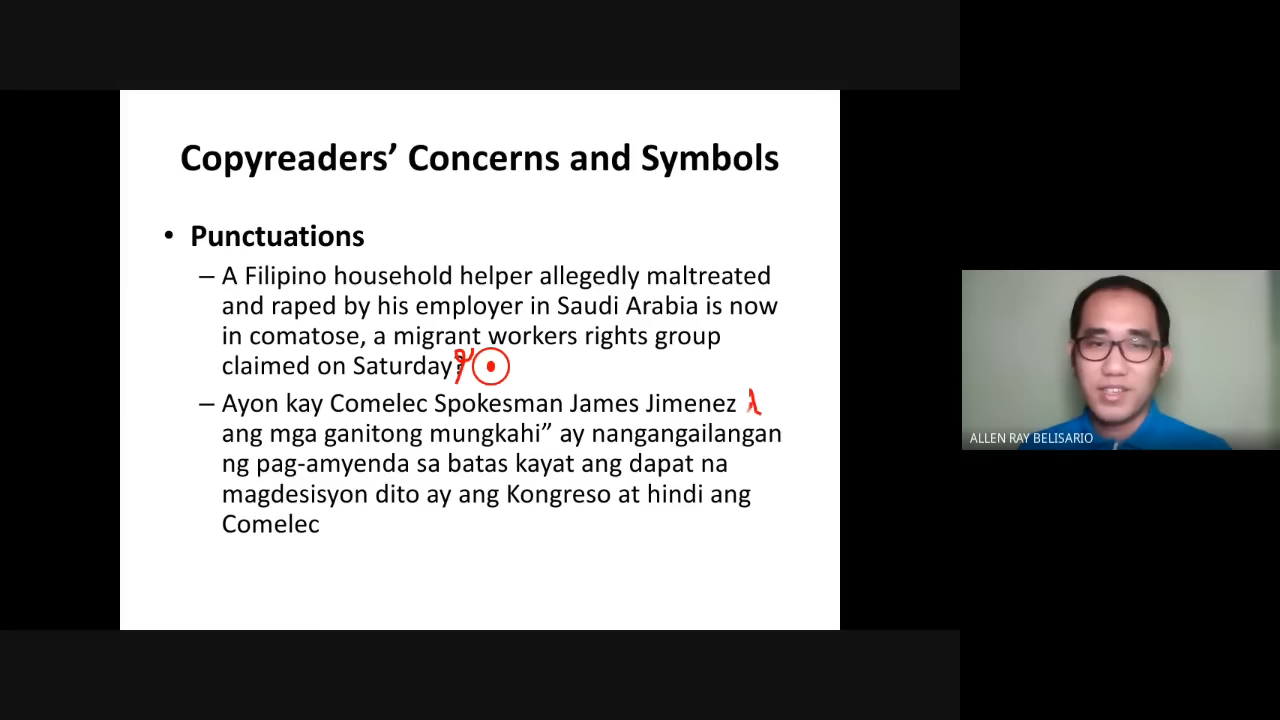 Copyreaders’ Concerns and Symbols
• Punctuations
– A Filipino household helper allegedly maltreated
and raped by his employer in Saudi Arabia is now
in comatose, a migrant workers rights group
claimed on Saturday
– Ayon kay Comelec Spokesman James Jimenez
ang mga ganitong mungkahi” ay nangangailangan
ng pag-amyenda sa batas kayat ang dapat na
magdesisyon dito ay ang Kongreso at hindi ang
Comelec
ALLEN RAY BELISARIO